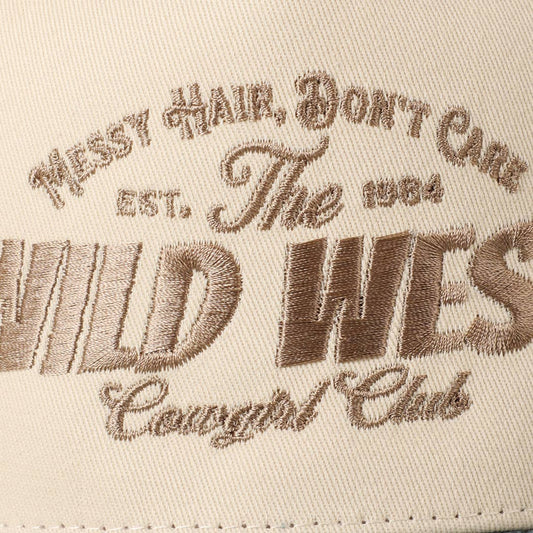 Messy Hair, Don't Care
The
EST. 1984
WILD WES
Cowgirl Club